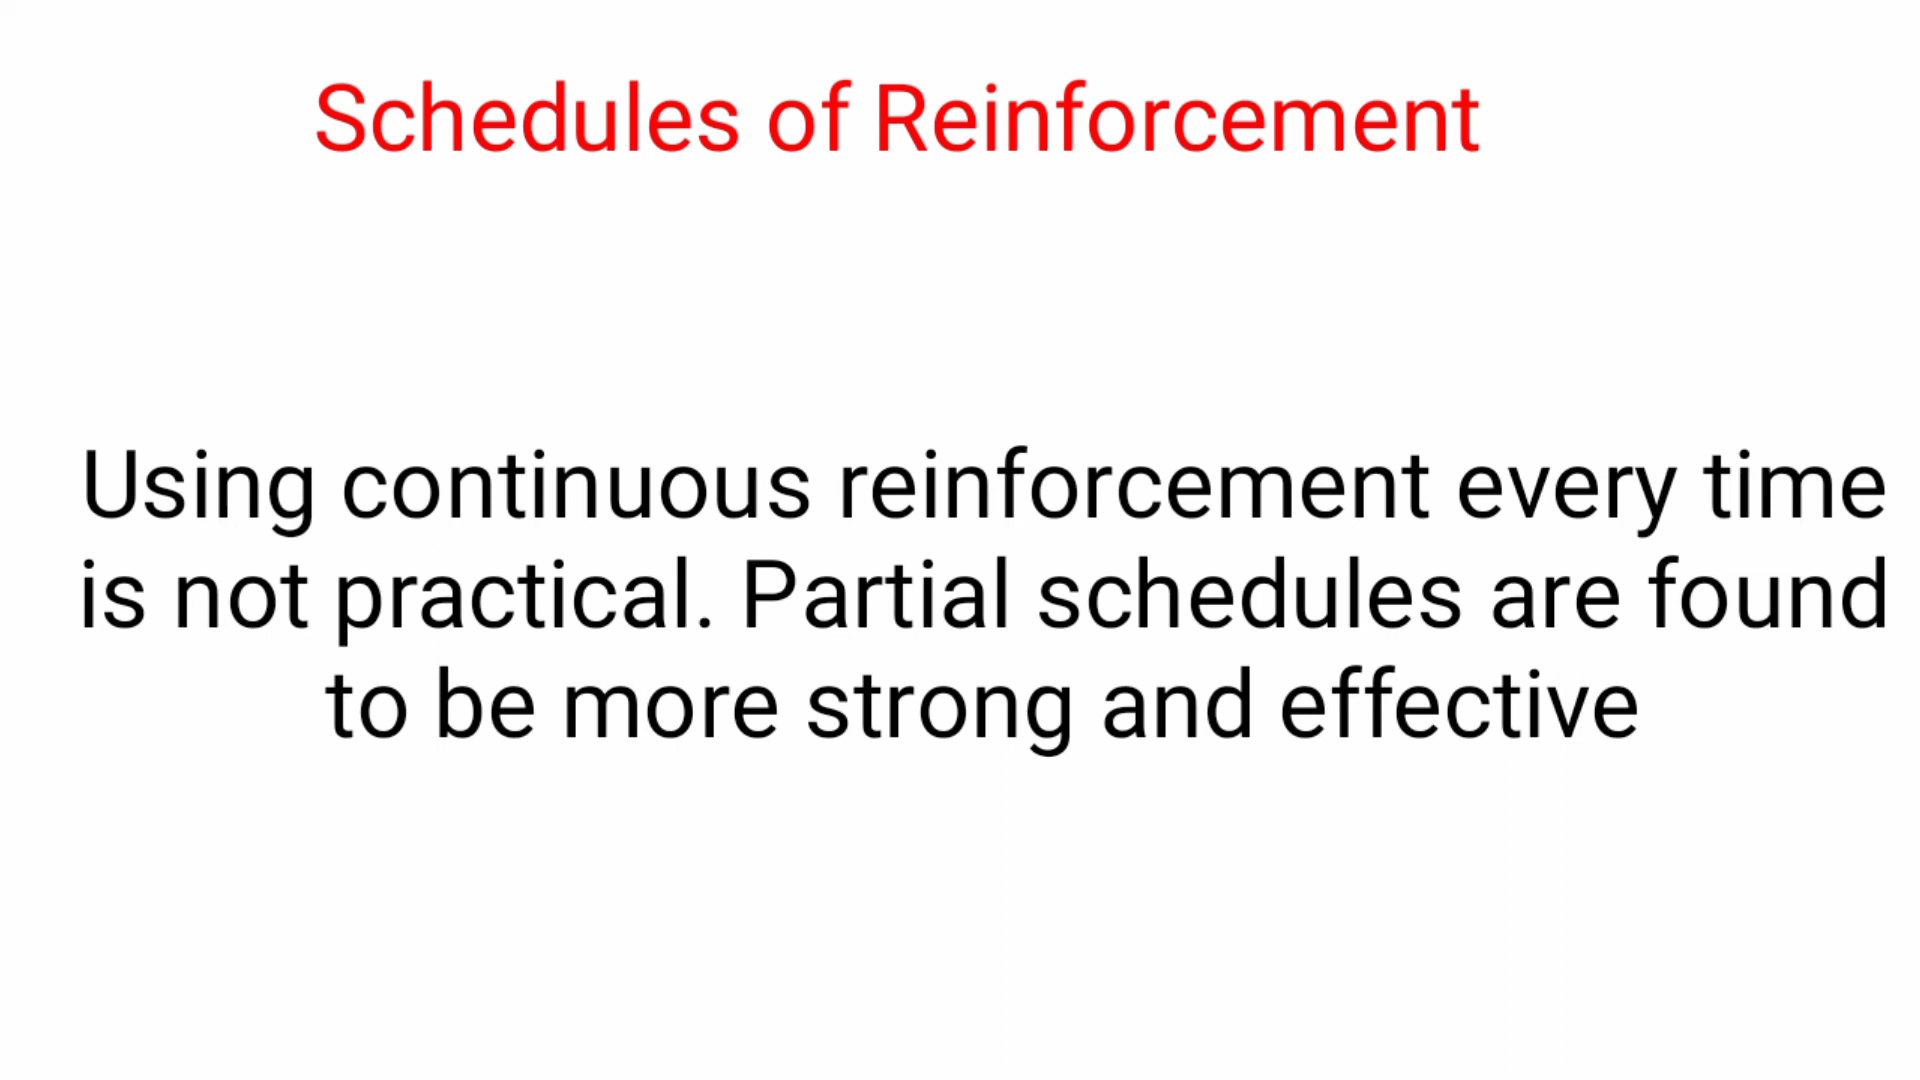 Schedules of Reinforcement
Using continuous reinforcement every time
is not practical. Partial schedules are found
to be more strong and effective